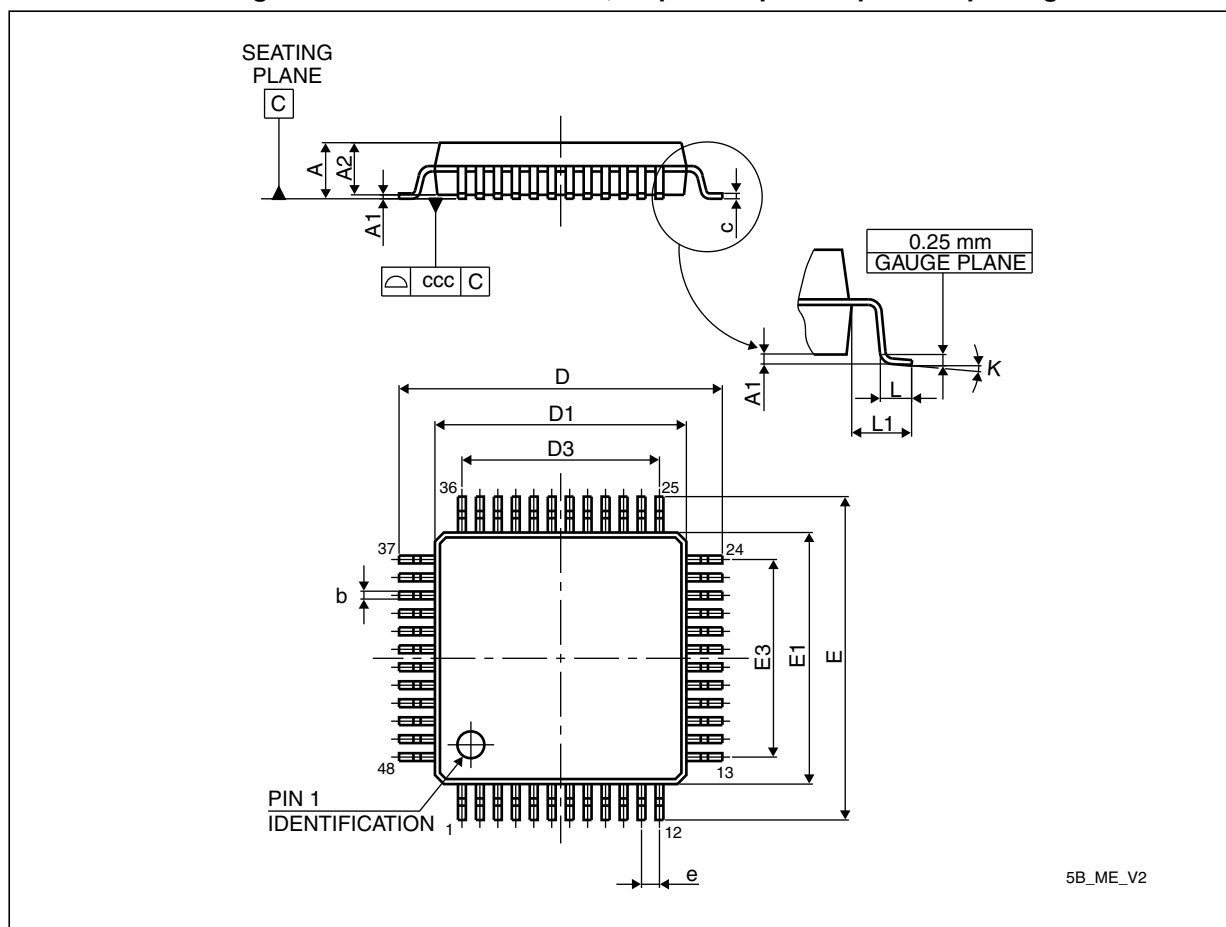 SEATING
PLANE
C
A
A2
A1
c
ccc C
0.25 mm
GAUGE PLANE
K
A1
L
L1
D
D1
D3
36
25
37
24
b
E3
E1
E
48
13
PIN 1
IDENTIFICATION
1
12
e
5B_ME_V2